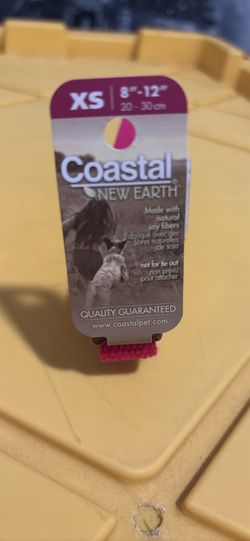 XS 8"-12"
20 - 30 cm
Coastal
NEW EARTH
Made with
natural
soy fibers
Fabriqué avec des
fibres naturelles
de soja
not for tie out
non prévu
pour attacher
QUALITY GUARANTEED
www.coastalpet.com